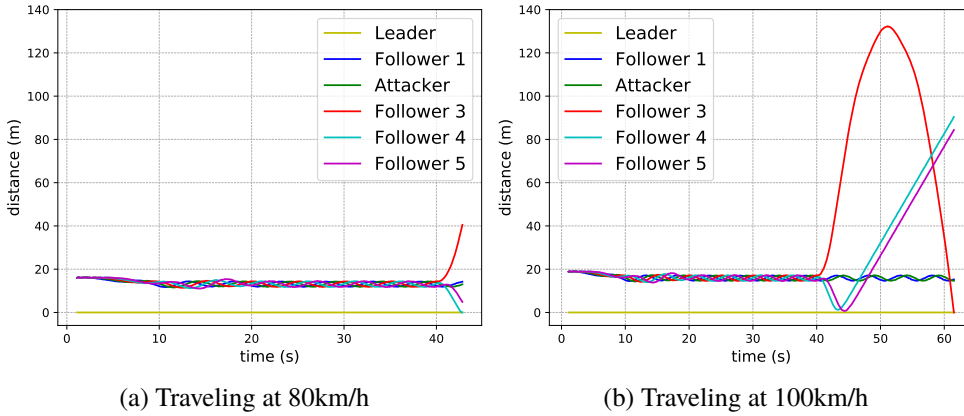 140
120
100
80
60
40
20
0
distance (m)
Leader
Follower 1
Attacker
Follower 3
Follower 4
Follower 5
0 10 20 30 40
time (s)
(a) Traveling at 80km/h
140
120
100
80
60
40
20
0
distance (m)
Leader
Follower 1
Attacker
Follower 3
Follower 4
Follower 5
0 10 20 30 40 50 60
time (s)
(b) Traveling at 100km/h